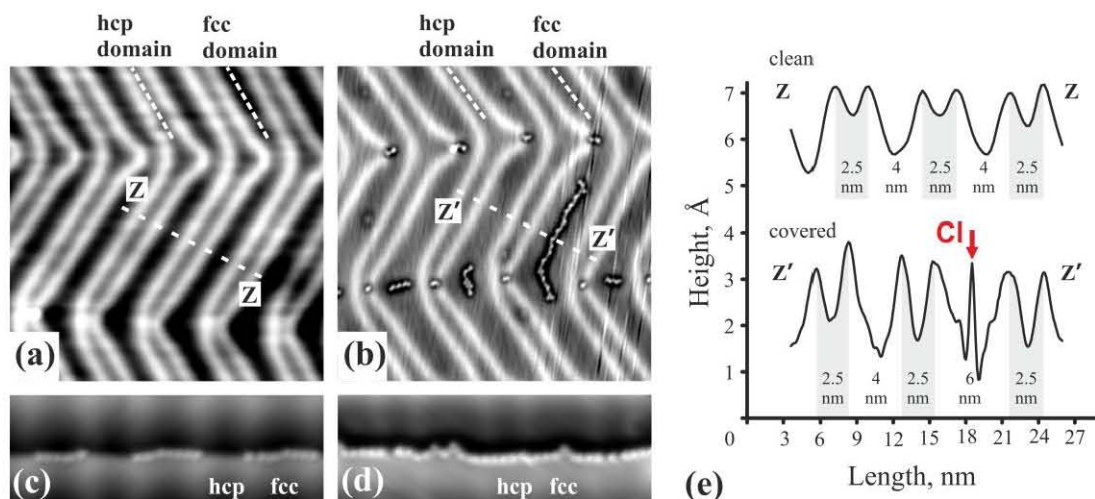 hcp
domain
fcc
domain
Z
Z
(a)
hcp
domain
fcc
domain
Z′
Z′
(b)
hcp fcc
(c)
hcp fcc
(d)
clean
Z
Z
2.5
nm
4
nm
2.5
nm
4
nm
2.5
nm
covered
Cl
Z′
Z′
2.5
nm
4
nm
2.5
nm
6
nm
2.5
nm
Height, Å
7
6
5
4
3
2
1
0 3 6 9 12 15 18 21 24 27
Length, nm
(e)